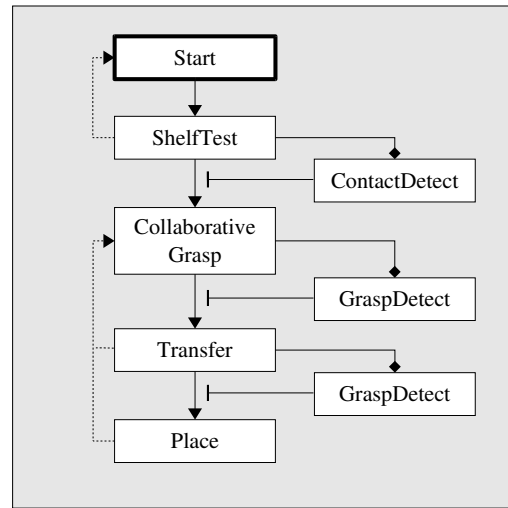 Start
ShelfTest
ContactDetect
Collaborative
Grasp
GraspDetect
Transfer
GraspDetect
Place